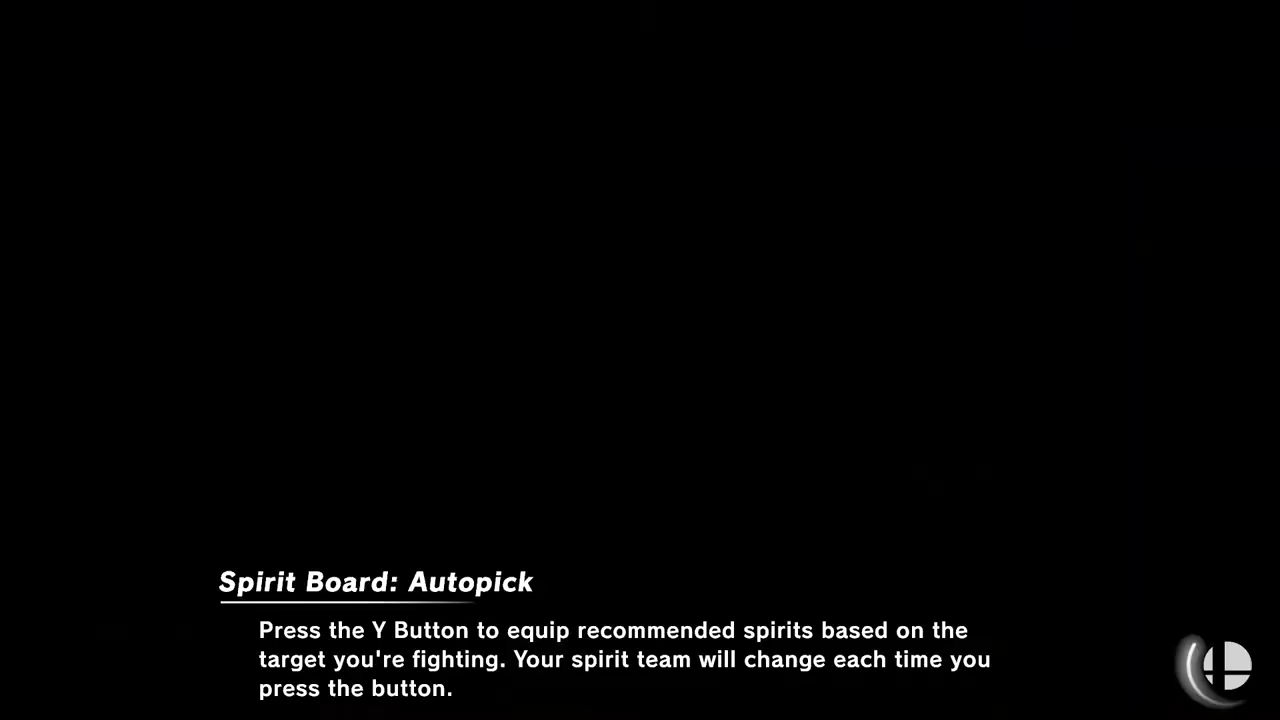 Spirit Board: Autopick
Press the Y Button to equip recommended spirits based on the
target you're fighting. Your spirit team will change each time you
press the button.